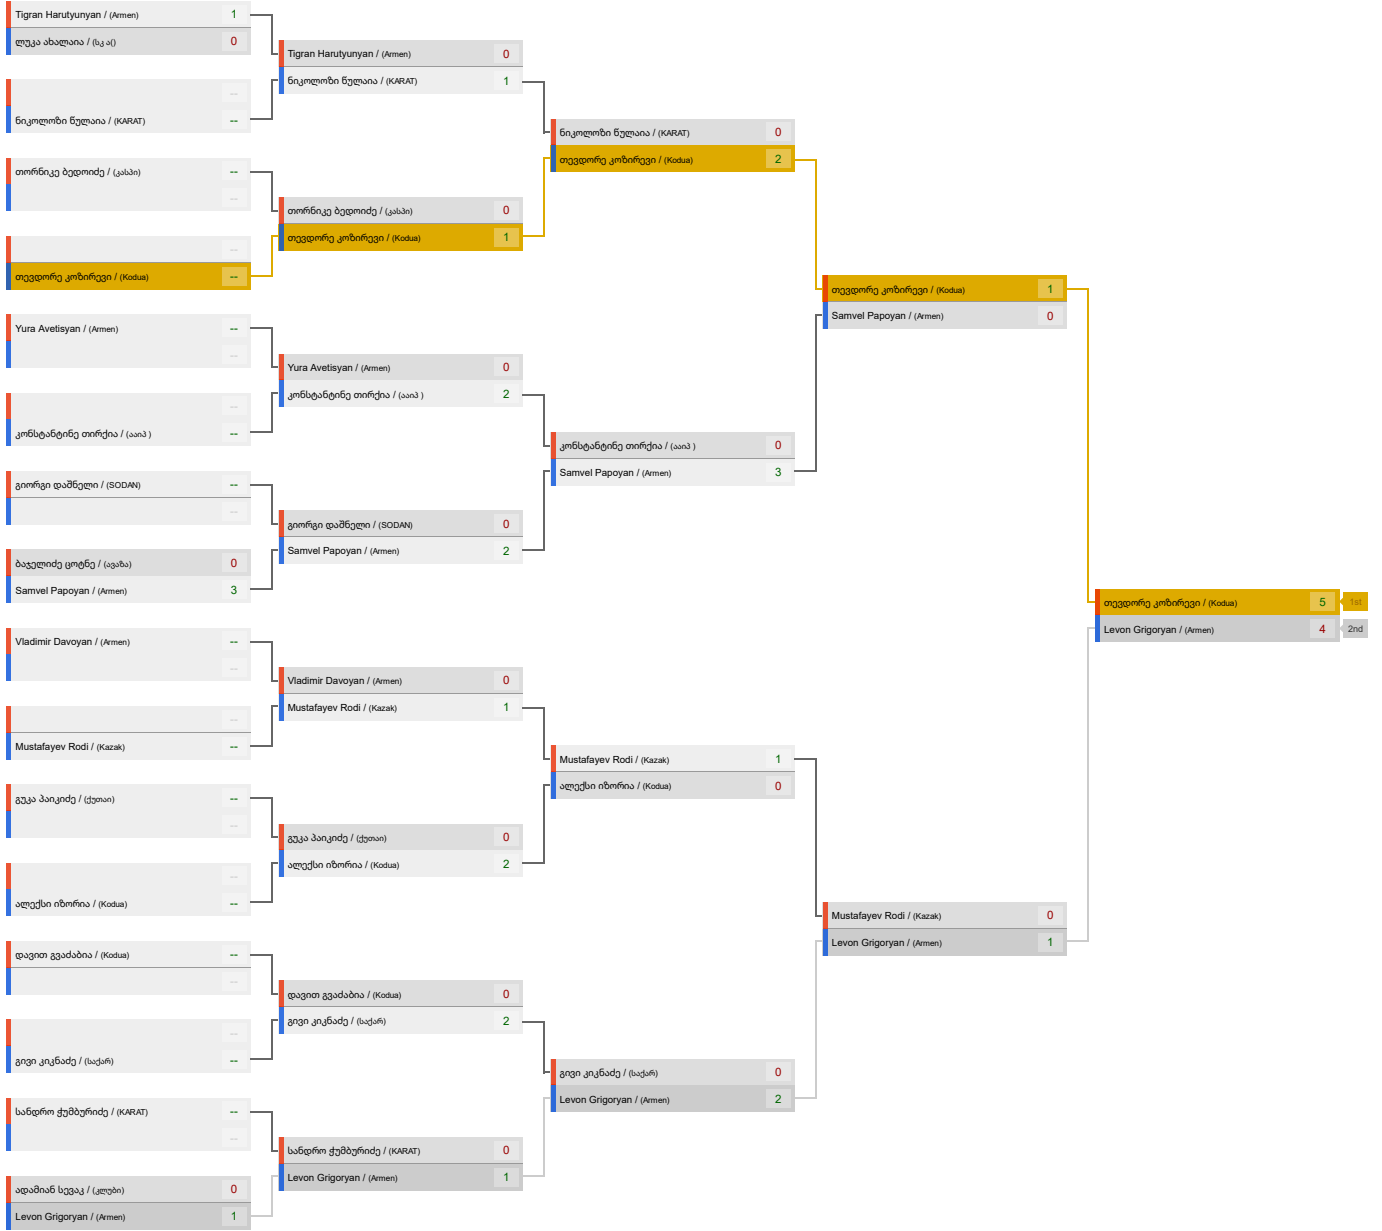 Tigran Harutyunyan / (Armen) 1
ლუკა ახალაია / (სკ ა() 0
--
ნიკოლოზი წულაია / (KARAT) --
თორნიკე ბედოიძე / (კასპი) --
--
--
თევდორე კოზირევი / (Kodua) --
Yura Avetisyan / (Armen) --
--
--
კონსტანტინე თირქია / (ააიპ ) --
გიორგი დაშნელი / (SODAN) --
--
ბაჯელიძე ცოტნე / (ავაზა) 0
Samvel Papoyan / (Armen) 3
Vladimir Davoyan / (Armen) --
--
--
Mustafayev Rodi / (Kazak) --
გუკა პაიკიძე / (ქუთაი) --
--
--
ალექსი იზორია / (Kodua) --
დავით გვაძაბია / (Kodua) --
--
--
გივი კიკნაძე / (საქარ) --
სანდრო ჭუმბურიძე / (KARAT) --
--
ადამიან სევაკ / (კლუბი) 0
Levon Grigoryan / (Armen) 1
Tigran Harutyunyan / (Armen) 0
ნიკოლოზი წულაია / (KARAT) 1
თორნიკე ბედოიძე / (კასპი) 0
თევდორე კოზირევი / (Kodua) 1
Yura Avetisyan / (Armen) 0
კონსტანტინე თირქია / (ააიპ ) 2
გიორგი დაშნელი / (SODAN) 0
Samvel Papoyan / (Armen) 2
Vladimir Davoyan / (Armen) 0
Mustafayev Rodi / (Kazak) 1
გუკა პაიკიძე / (ქუთაი) 0
ალექსი იზორია / (Kodua) 2
დავით გვაძაბია / (Kodua) 0
გივი კიკნაძე / (საქარ) 2
სანდრო ჭუმბურიძე / (KARAT) 0
Levon Grigoryan / (Armen) 1
ნიკოლოზი წულაია / (KARAT) 0
თევდორე კოზირევი / (Kodua) 2
კონსტანტინე თირქია / (ააიპ ) 0
Samvel Papoyan / (Armen) 3
Mustafayev Rodi / (Kazak) 1
ალექსი იზორია / (Kodua) 0
გივი კიკნაძე / (საქარ) 0
Levon Grigoryan / (Armen) 2
თევდორე კოზირევი / (Kodua) 1
Samvel Papoyan / (Armen) 0
Mustafayev Rodi / (Kazak) 0
Levon Grigoryan / (Armen) 1
თევდორე კოზირევი / (Kodua) 5 1st
Levon Grigoryan / (Armen) 4 2nd